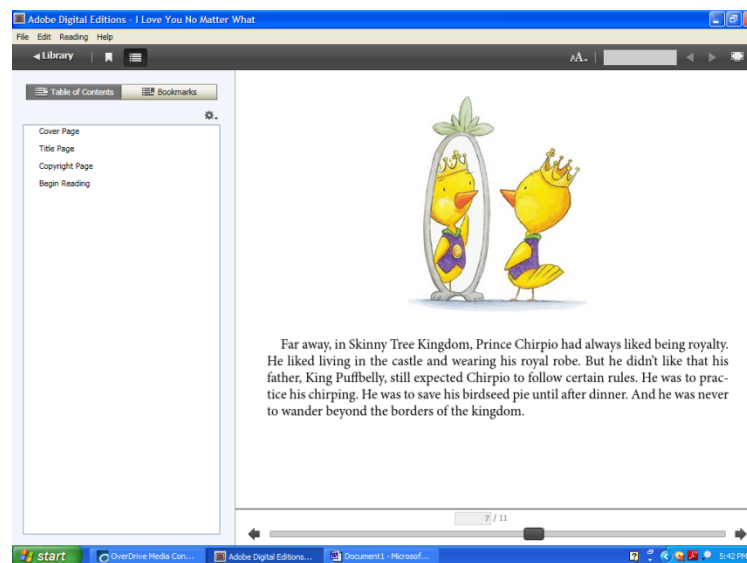 Adobe Digital Editions - I Love You No Matter What
File Edit Reading Help
Library
Table of Contents Bookmarks
Cover Page
Title Page
Copyright Page
Begin Reading
AA
Far away, in Skinny Tree Kingdom, Prince Chirpio had always liked being royalty.
He liked living in the castle and wearing his royal robe. But he didn't like that his
father, King Puffbelly, still expected Chirpio to follow certain rules. He was to prac-
tice his chirping. He was to save his birdseed pie until after dinner. And he was never
to wander beyond the borders of the kingdom.
7 / 11
start OverDrive Media Con... Adobe Digital Editions... Document1 - Microsof... 5:42 PM